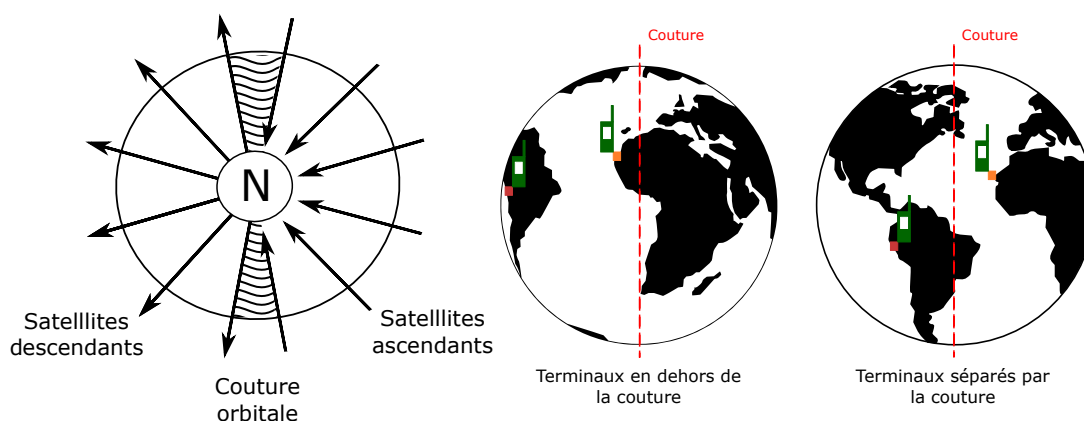 N
Satelllites
descendants
Satelllites
ascendants
Couture
orbitale
Couture
Terminaux en dehors de
la couture
Couture
Terminaux séparés par
la couture